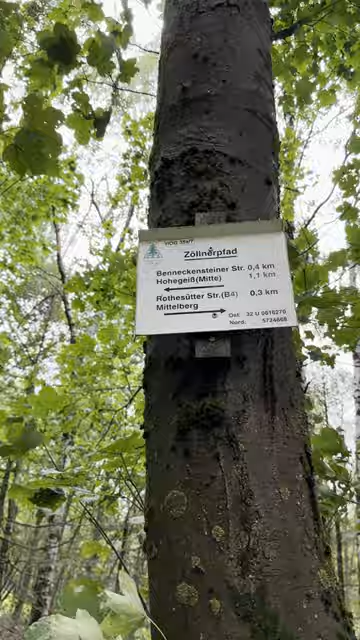 Zöllnerpfad
Benneckensteiner Str. 0,4 km
Hohegeiß(Mitte) 1,1 km
Rothesütter Str.(B4) 0,3 km
Mittelberg
Ost: 32 U 0616270
Nord: 5724668